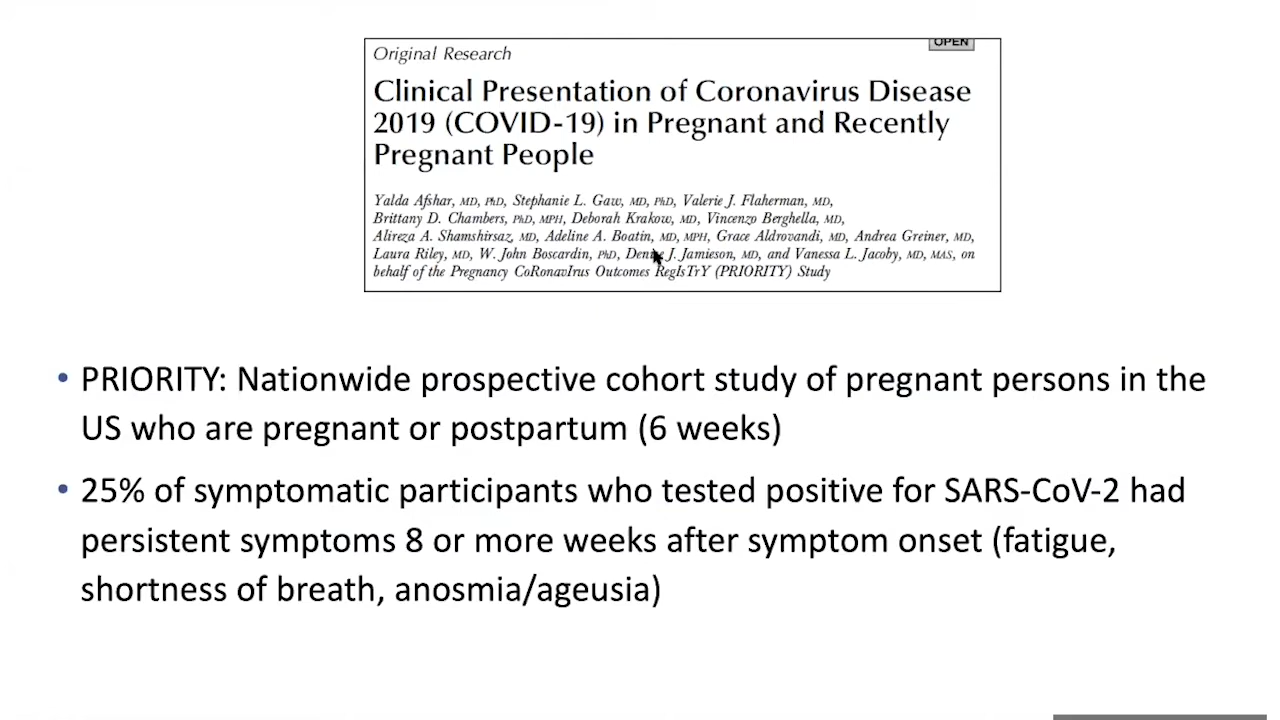 OPEN
Original Research
Clinical Presentation of Coronavirus Disease
2019 (COVID-19) in Pregnant and Recently
Pregnant People
Yalda Afshar, MD, PhD, Stephanie L. Gaw, MD, PhD, Valerie J. Flaherman, MD,
Brittany D. Chambers, PhD, MPH, Deborah Krakow, MD, Vincenzo Berghella, MD,
Alireza A. Shamshirsaz, MD, Adeline A. Boatin, MD, MPH, Grace Aldrovandi, MD, Andrea Greiner, MD,
Laura Riley, MD, W. John Boscardin, PhD, Denise J. Jamieson, MD, and Vanessa L. Jacoby, MD, MAS, on
behalf of the Pregnancy CoRonavIrus Outcomes RegIsTrY (PRIORITY) Study
• PRIORITY: Nationwide prospective cohort study of pregnant persons in the
US who are pregnant or postpartum (6 weeks)
• 25% of symptomatic participants who tested positive for SARS-CoV-2 had
persistent symptoms 8 or more weeks after symptom onset (fatigue,
shortness of breath, anosmia/ageusia)